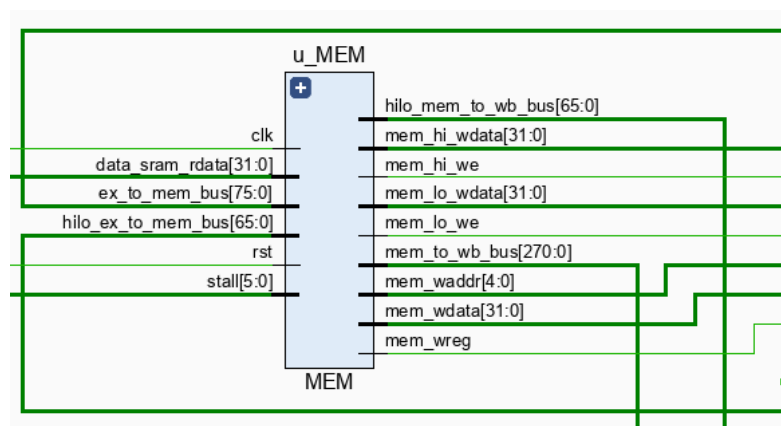 u_MEM
clk
data_sram_rdata[31:0]
ex_to_mem_bus[75:0]
hilo_ex_to_mem_bus[65:0]
rst
stall[5:0]
hilo_mem_to_wb_bus[65:0]
mem_hi_wdata[31:0]
mem_hi_we
mem_lo_wdata[31:0]
mem_lo_we
mem_to_wb_bus[270:0]
mem_waddr[4:0]
mem_wdata[31:0]
mem_wreg
MEM